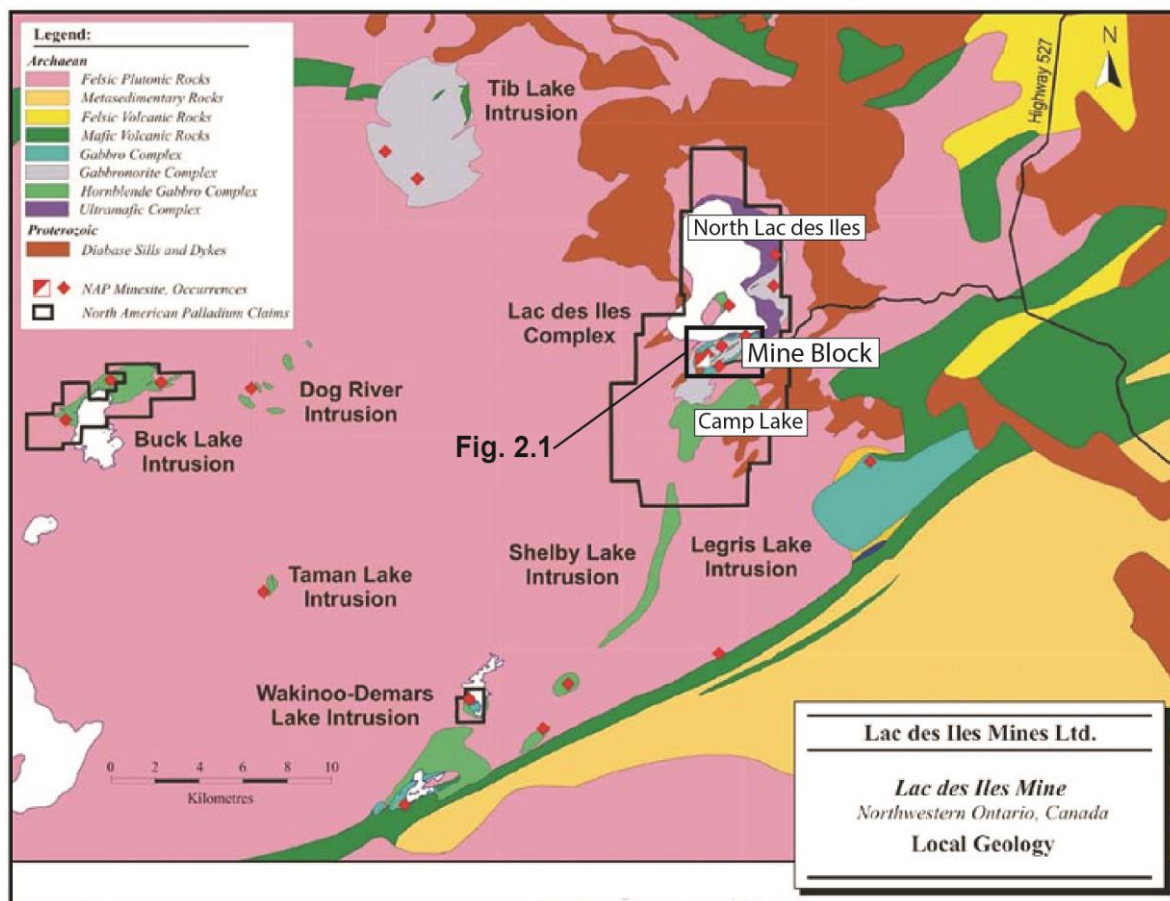 Legend:
Archaean
Felsic Plutonic Rocks
Metasedimentary Rocks
Felsic Volcanic Rocks
Mafic Volcanic Rocks
Gabbro Complex
Gabbronorite Complex
Hornblende Gabbro Complex
Ultramafic Complex
Proterozoic
Diabase Sills and Dykes
NAP Minesite, Occurrences
North American Palladium Claims
Tib Lake
Intrusion
Highway 527
N
North Lac des Iles
Lac des Iles
Complex
Mine Block
Camp Lake
Fig. 2.1
Dog River
Intrusion
Buck Lake
Intrusion
Shelby Lake
Intrusion
Legris Lake
Intrusion
Taman Lake
Intrusion
Wakinoo-Demars
Lake Intrusion
0 2 4 6 8 10
Kilometres
Lac des Iles Mines Ltd.
Lac des Iles Mine
Northwestern Ontario, Canada
Local Geology